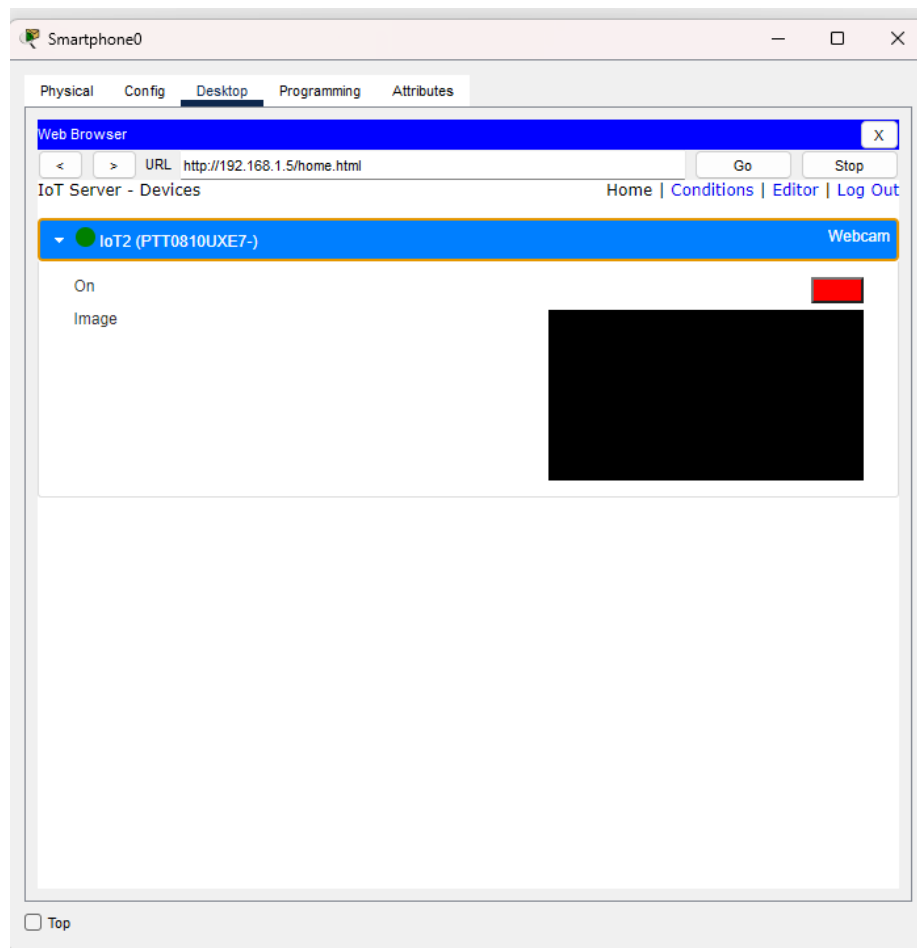 Smartphone0
Physical Config Desktop Programming Attributes
Web Browser X
< > URL http://192.168.1.5/home.html Go Stop
IoT Server - Devices Home | Conditions | Editor | Log Out
IoT2 (PTT0810UXE7-) Webcam
On
Image
Top